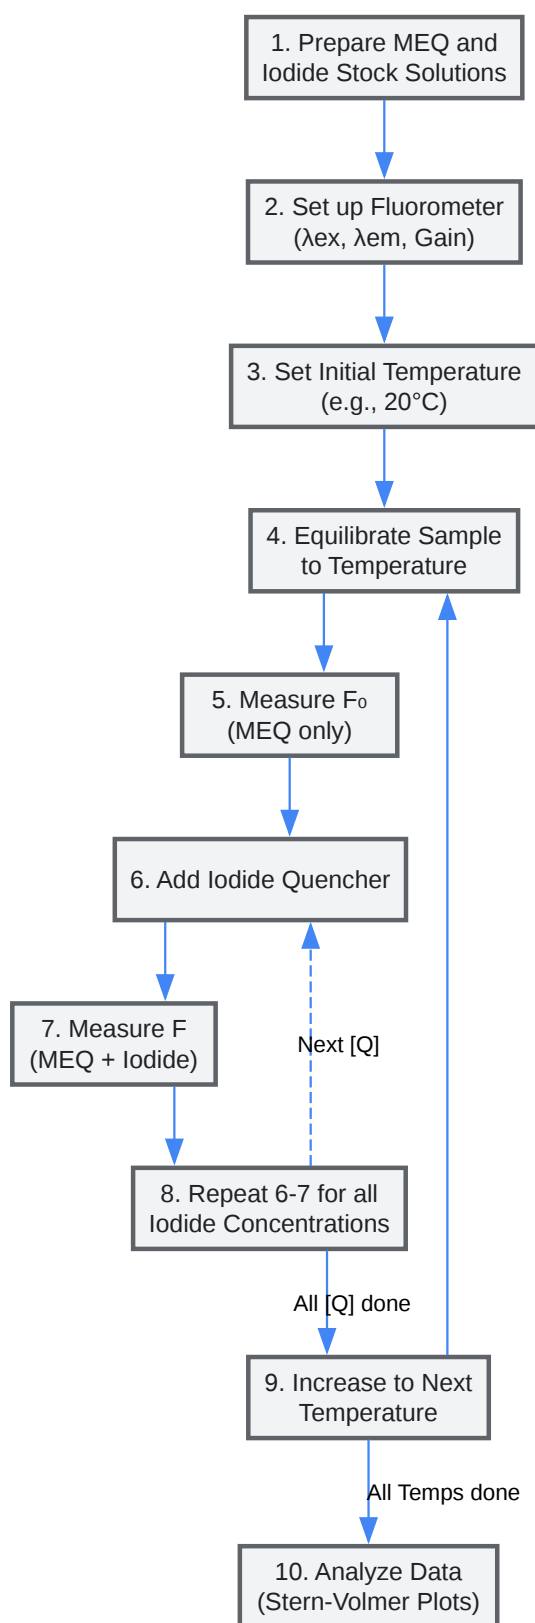 1. Prepare MEQ and
Iodide Stock Solutions
2. Set up Fluorometer
(λex, λem, Gain)
3. Set Initial Temperature
(e.g., 20°C)
4. Equilibrate Sample
to Temperature
5. Measure F₀
(MEQ only)
6. Add Iodide Quencher
7. Measure F
(MEQ + Iodide)
Next [Q]
8. Repeat 6-7 for all
Iodide Concentrations
All [Q] done
9. Increase to Next
Temperature
All Temps done
10. Analyze Data
(Stern-Volmer Plots)